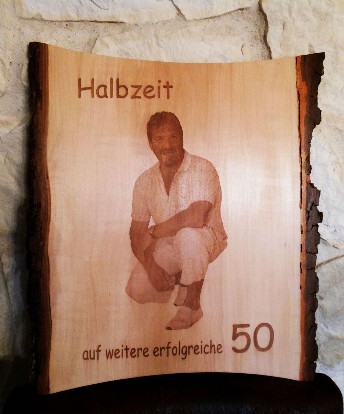 Halbzeit
auf weitere erfolgreiche 50